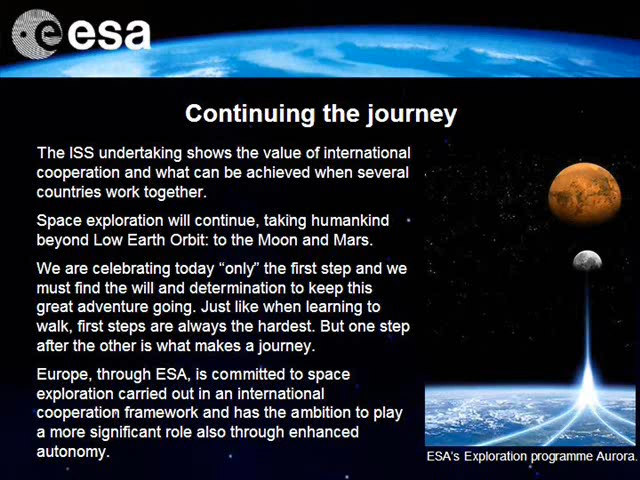 esa
Continuing the journey
The ISS undertaking shows the value of international
cooperation and what can be achieved when several
countries work together.
Space exploration will continue, taking humankind
beyond Low Earth Orbit: to the Moon and Mars.
We are celebrating today “only” the first step and we
must find the will and determination to keep this
great adventure going. Just like when learning to
walk, first steps are always the hardest. But one step
after the other is what makes a journey.
Europe, through ESA, is committed to space
exploration carried out in an international
cooperation framework and has the ambition to play
a more significant role also through enhanced
autonomy.
ESA's Exploration programme Aurora.